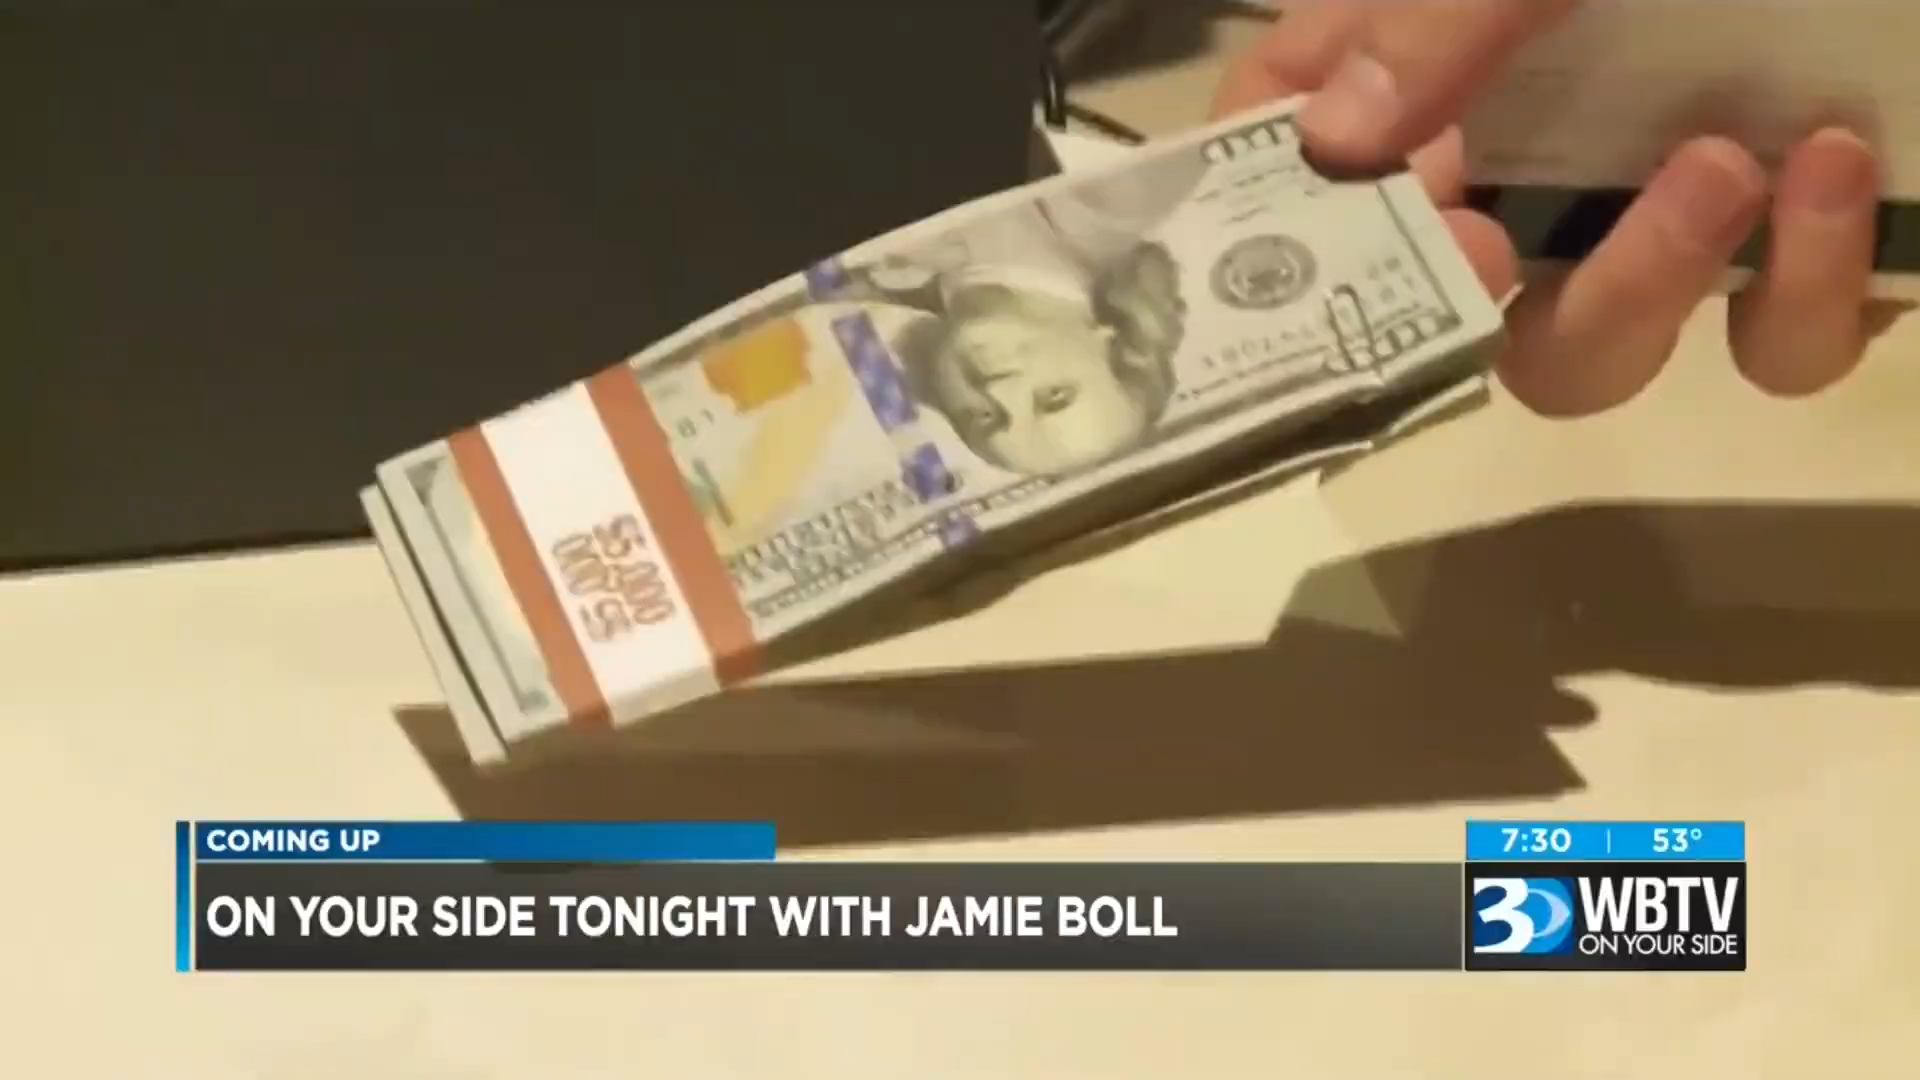 $5,000
$5,000
COMING UP
ON YOUR SIDE TONIGHT WITH JAMIE BOLL
7:30 | 53°
3 WBTV
ON YOUR SIDE